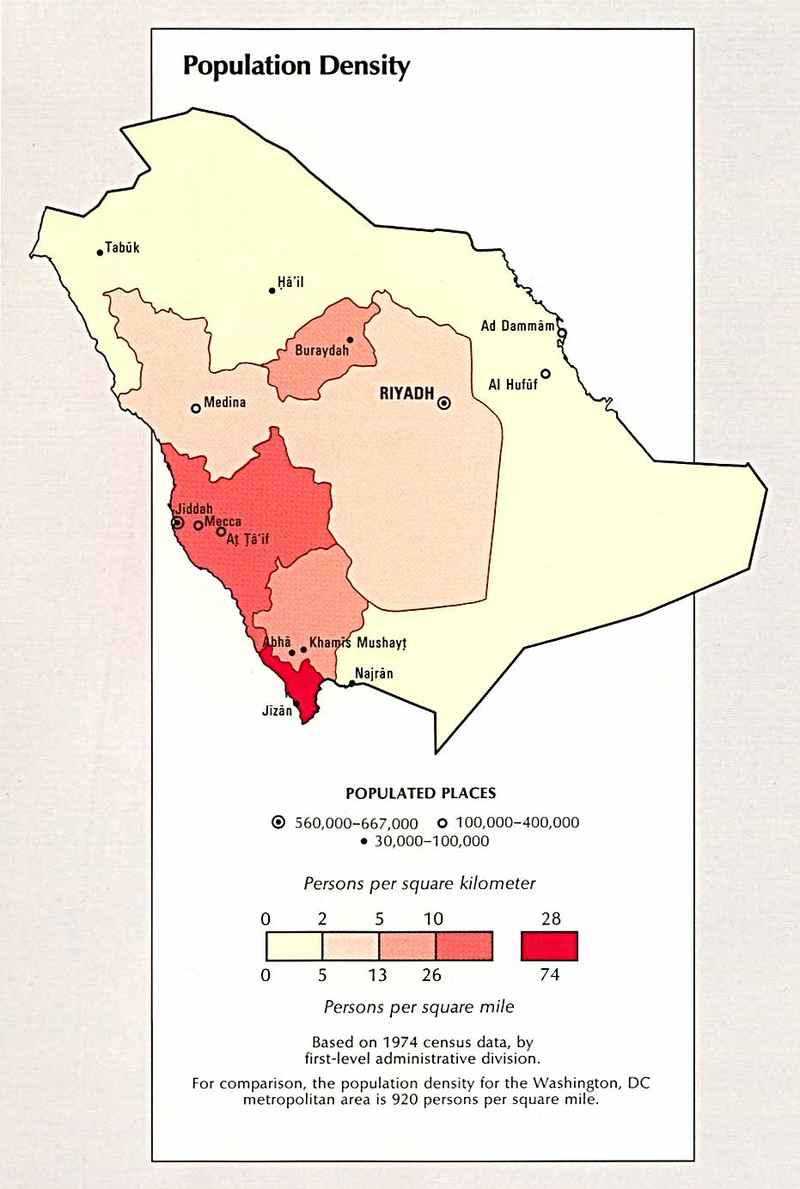 Population Density
Tabūk
Ḥā'il
Ad Dammām
Buraydah
Al Hufūf
RIYADH
Medina
Jiddah
Mecca
Aṭ Ṭā'if
Abhā
Khamīs Mushayṭ
Najrān
Jīzān
POPULATED PLACES
560,000–667,000
100,000–400,000
30,000–100,000
Persons per square kilometer
0 2 5 10 28
0 5 13 26 74
Persons per square mile
Based on 1974 census data, by
first-level administrative division.
For comparison, the population density for the Washington, DC
metropolitan area is 920 persons per square mile.